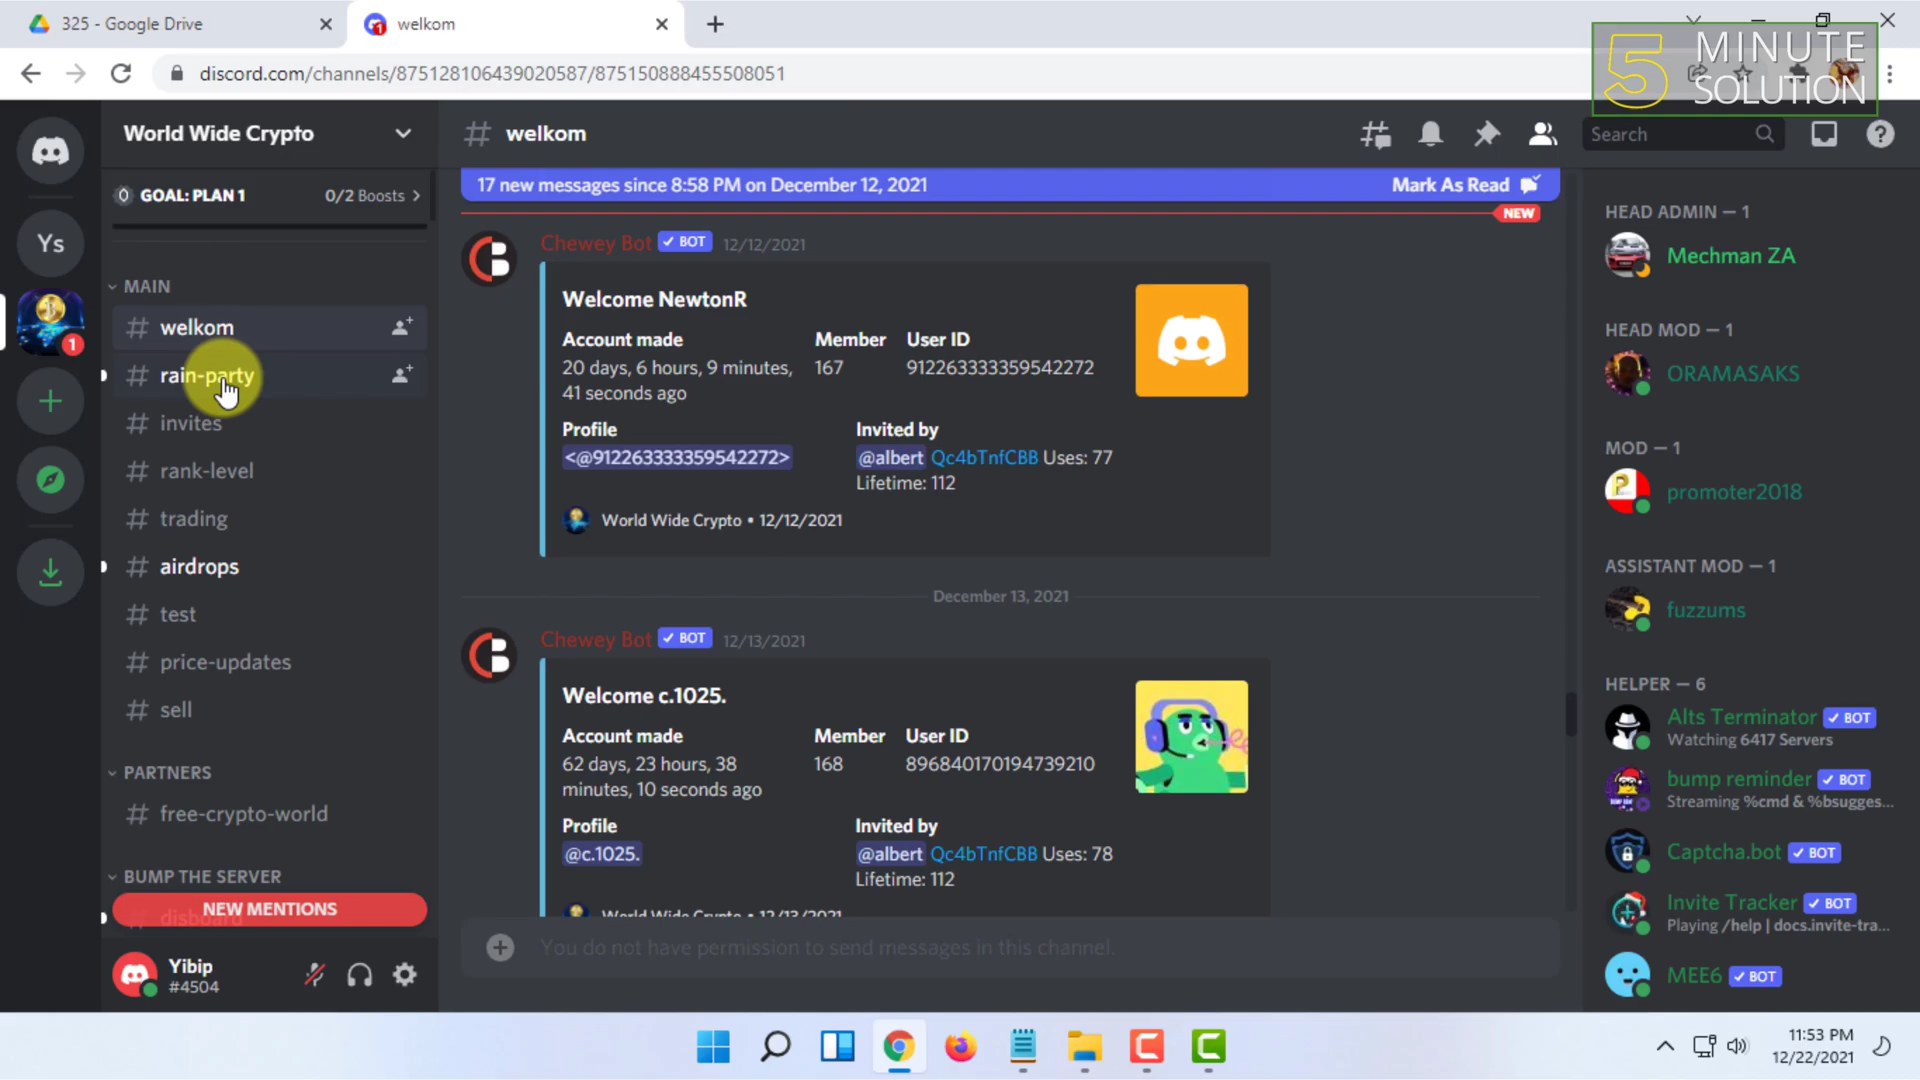 325 - Google Drive
welkom
discord.com/channels/875128106439020587/875150888455508051
5 MINUTE SOLUTION
World Wide Crypto
# welkom
Search
GOAL: PLAN 1
0/2 Boosts
17 new messages since 8:58 PM on December 12, 2021
Mark As Read
NEW
Ys
1
MAIN
# welkom
# rain-party
# invites
# rank-level
# trading
# airdrops
# test
# price-updates
# sell
PARTNERS
# free-crypto-world
BUMP THE SERVER
NEW MENTIONS
Yibip
#4504
Chewey Bot BOT 12/12/2021
Welcome NewtonR
Account made
20 days, 6 hours, 9 minutes,
41 seconds ago
Member
167
User ID
912263333359542272
Profile
<@912263333359542272>
Invited by
@albert Qc4bTnfCBB Uses: 77
Lifetime: 112
World Wide Crypto • 12/12/2021
December 13, 2021
Chewey Bot BOT 12/13/2021
Welcome c.1025.
Account made
62 days, 23 hours, 38
minutes, 10 seconds ago
Member
168
User ID
896840170194739210
Profile
@c.1025.
Invited by
@albert Qc4bTnfCBB Uses: 78
Lifetime: 112
World Wide Crypto • 12/13/2021
You do not have permission to send messages in this channel.
HEAD ADMIN — 1
Mechman ZA
HEAD MOD — 1
ORAMASAKS
MOD — 1
promoter2018
ASSISTANT MOD — 1
fuzzums
HELPER — 6
Alts Terminator BOT
Watching 6417 Servers
bump reminder BOT
Streaming %cmd & %bsugges...
Captcha.bot BOT
Invite Tracker BOT
Playing /help | docs.invite-tra...
MEE6 BOT
11:53 PM
12/22/2021